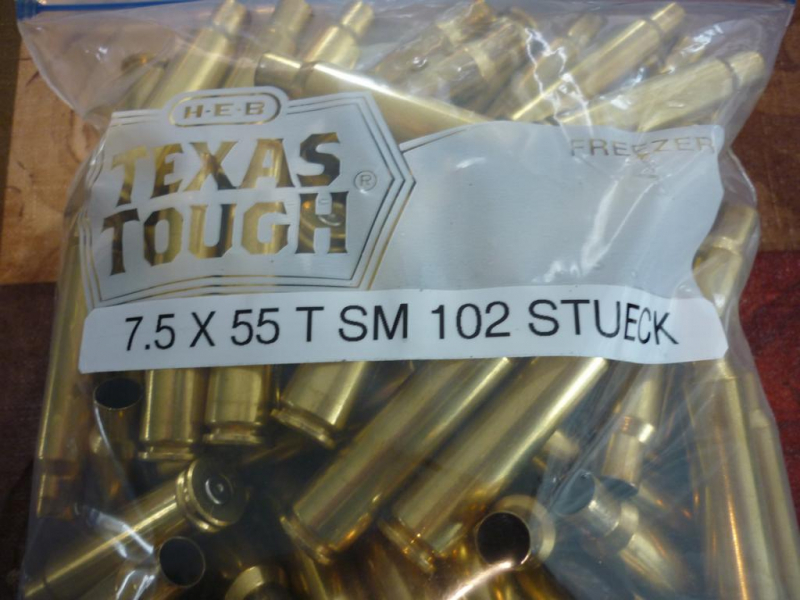 H-E-B
TEXAS
TOUGH®
FREEZER
7.5 X 55 T SM 102 STUECK